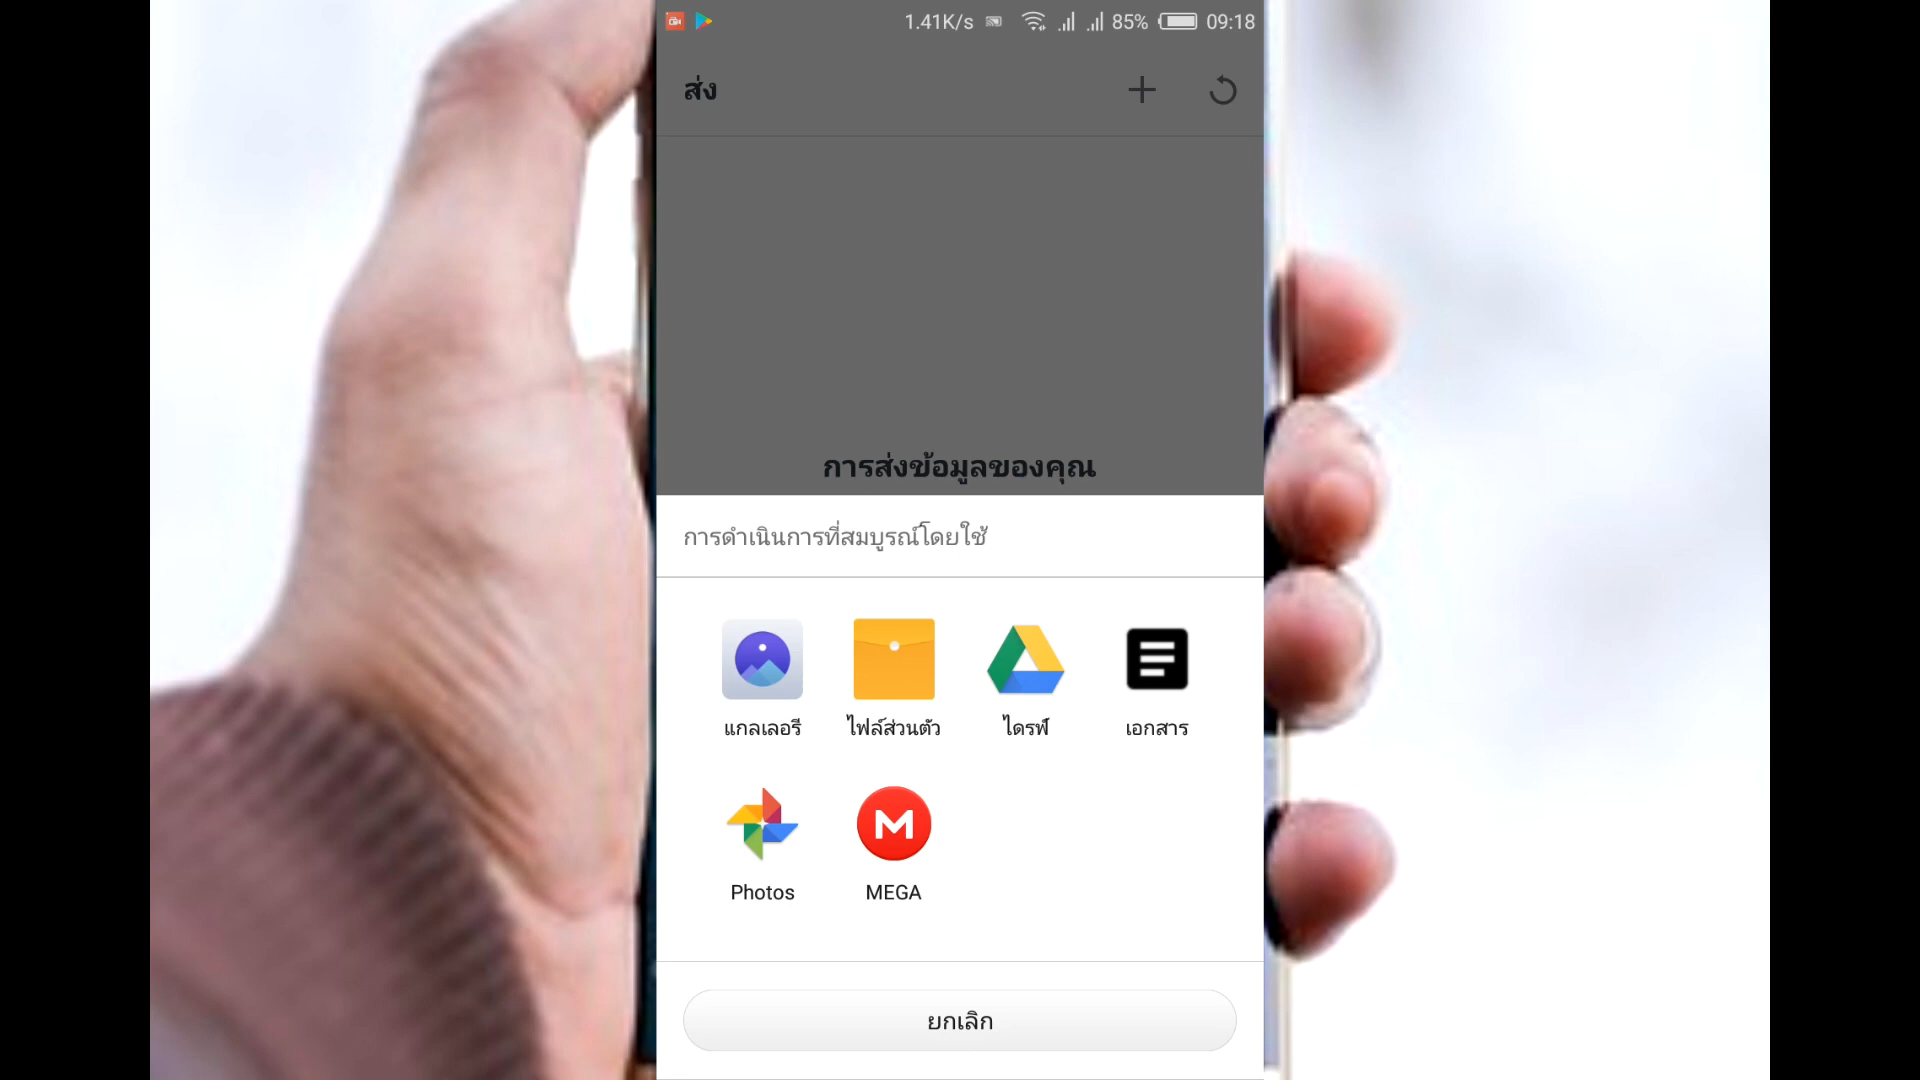 1.41K/s 85% 09:18
ส่ง
การส่งข้อมูลของคุณ
การดำเนินการที่สมบูรณ์โดยใช้
แกลเลอรี ไฟล์ส่วนตัว ไดรฟ์ เอกสาร
Photos MEGA
ยกเลิก